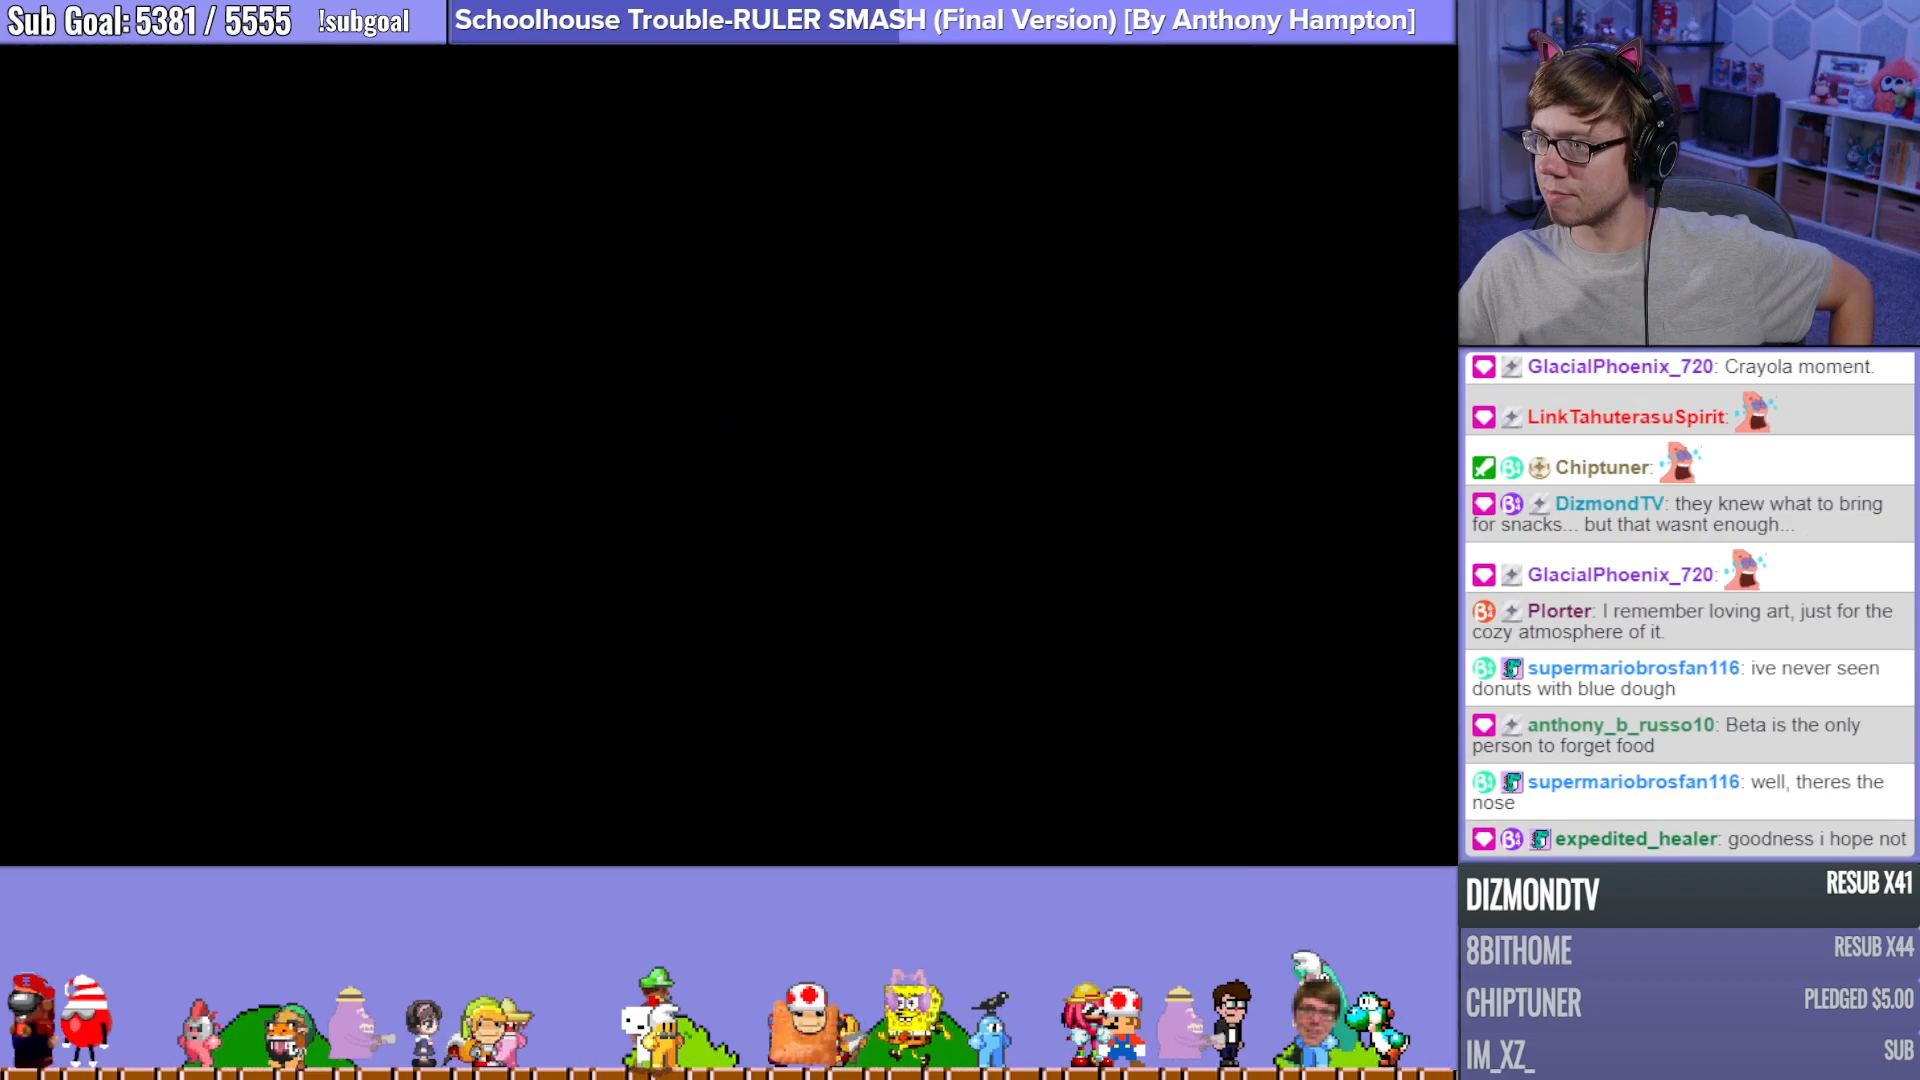 Sub Goal: 5381 / 5555 !subgoal
Schoolhouse Trouble-RULER SMASH (Final Version) [By Anthony Hampton]
GlacialPhoenix_720: Crayola moment.
LinkTahuterasuSpirit:
Chiptuner:
DizmondTV: they knew what to bring
for snacks... but that wasnt enough...
GlacialPhoenix_720:
Plorter: I remember loving art, just for the
cozy atmosphere of it.
supermariobrosfan116: ive never seen
donuts with blue dough
anthony_b_russo10: Beta is the only
person to forget food
supermariobrosfan116: well, theres the
nose
expedited_healer: goodness i hope not
DIZMONDTV RESUB X41
8BITHOME RESUB X44
CHIPTUNER PLEDGED $5.00
IM_XZ_ SUB